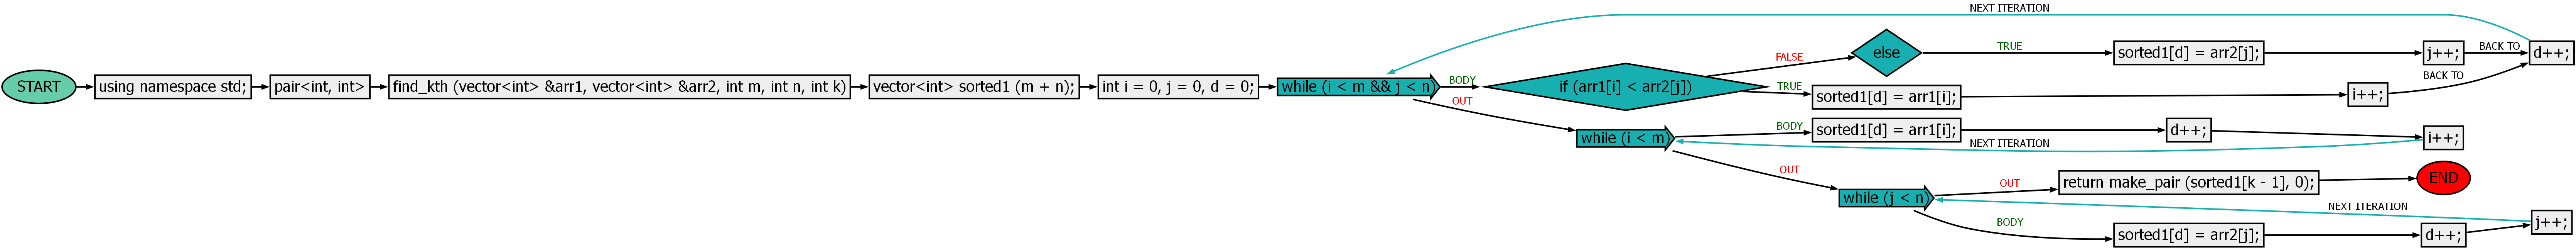 NEXT ITERATION
START
using namespace std;
pair<int, int>
find_kth (vector<int> &arr1, vector<int> &arr2, int m, int n, int k)
vector<int> sorted1 (m + n);
int i = 0, j = 0, d = 0;
while (i < m && j < n)
BODY
if (arr1[i] < arr2[j])
FALSE
else
TRUE
sorted1[d] = arr2[j];
j++;
BACK TO
d++;
TRUE
sorted1[d] = arr1[i];
i++;
BACK TO
OUT
while (i < m)
BODY
sorted1[d] = arr1[i];
d++;
i++;
NEXT ITERATION
OUT
while (j < n)
OUT
return make_pair (sorted1[k - 1], 0);
END
NEXT ITERATION
BODY
sorted1[d] = arr2[j];
d++;
j++;